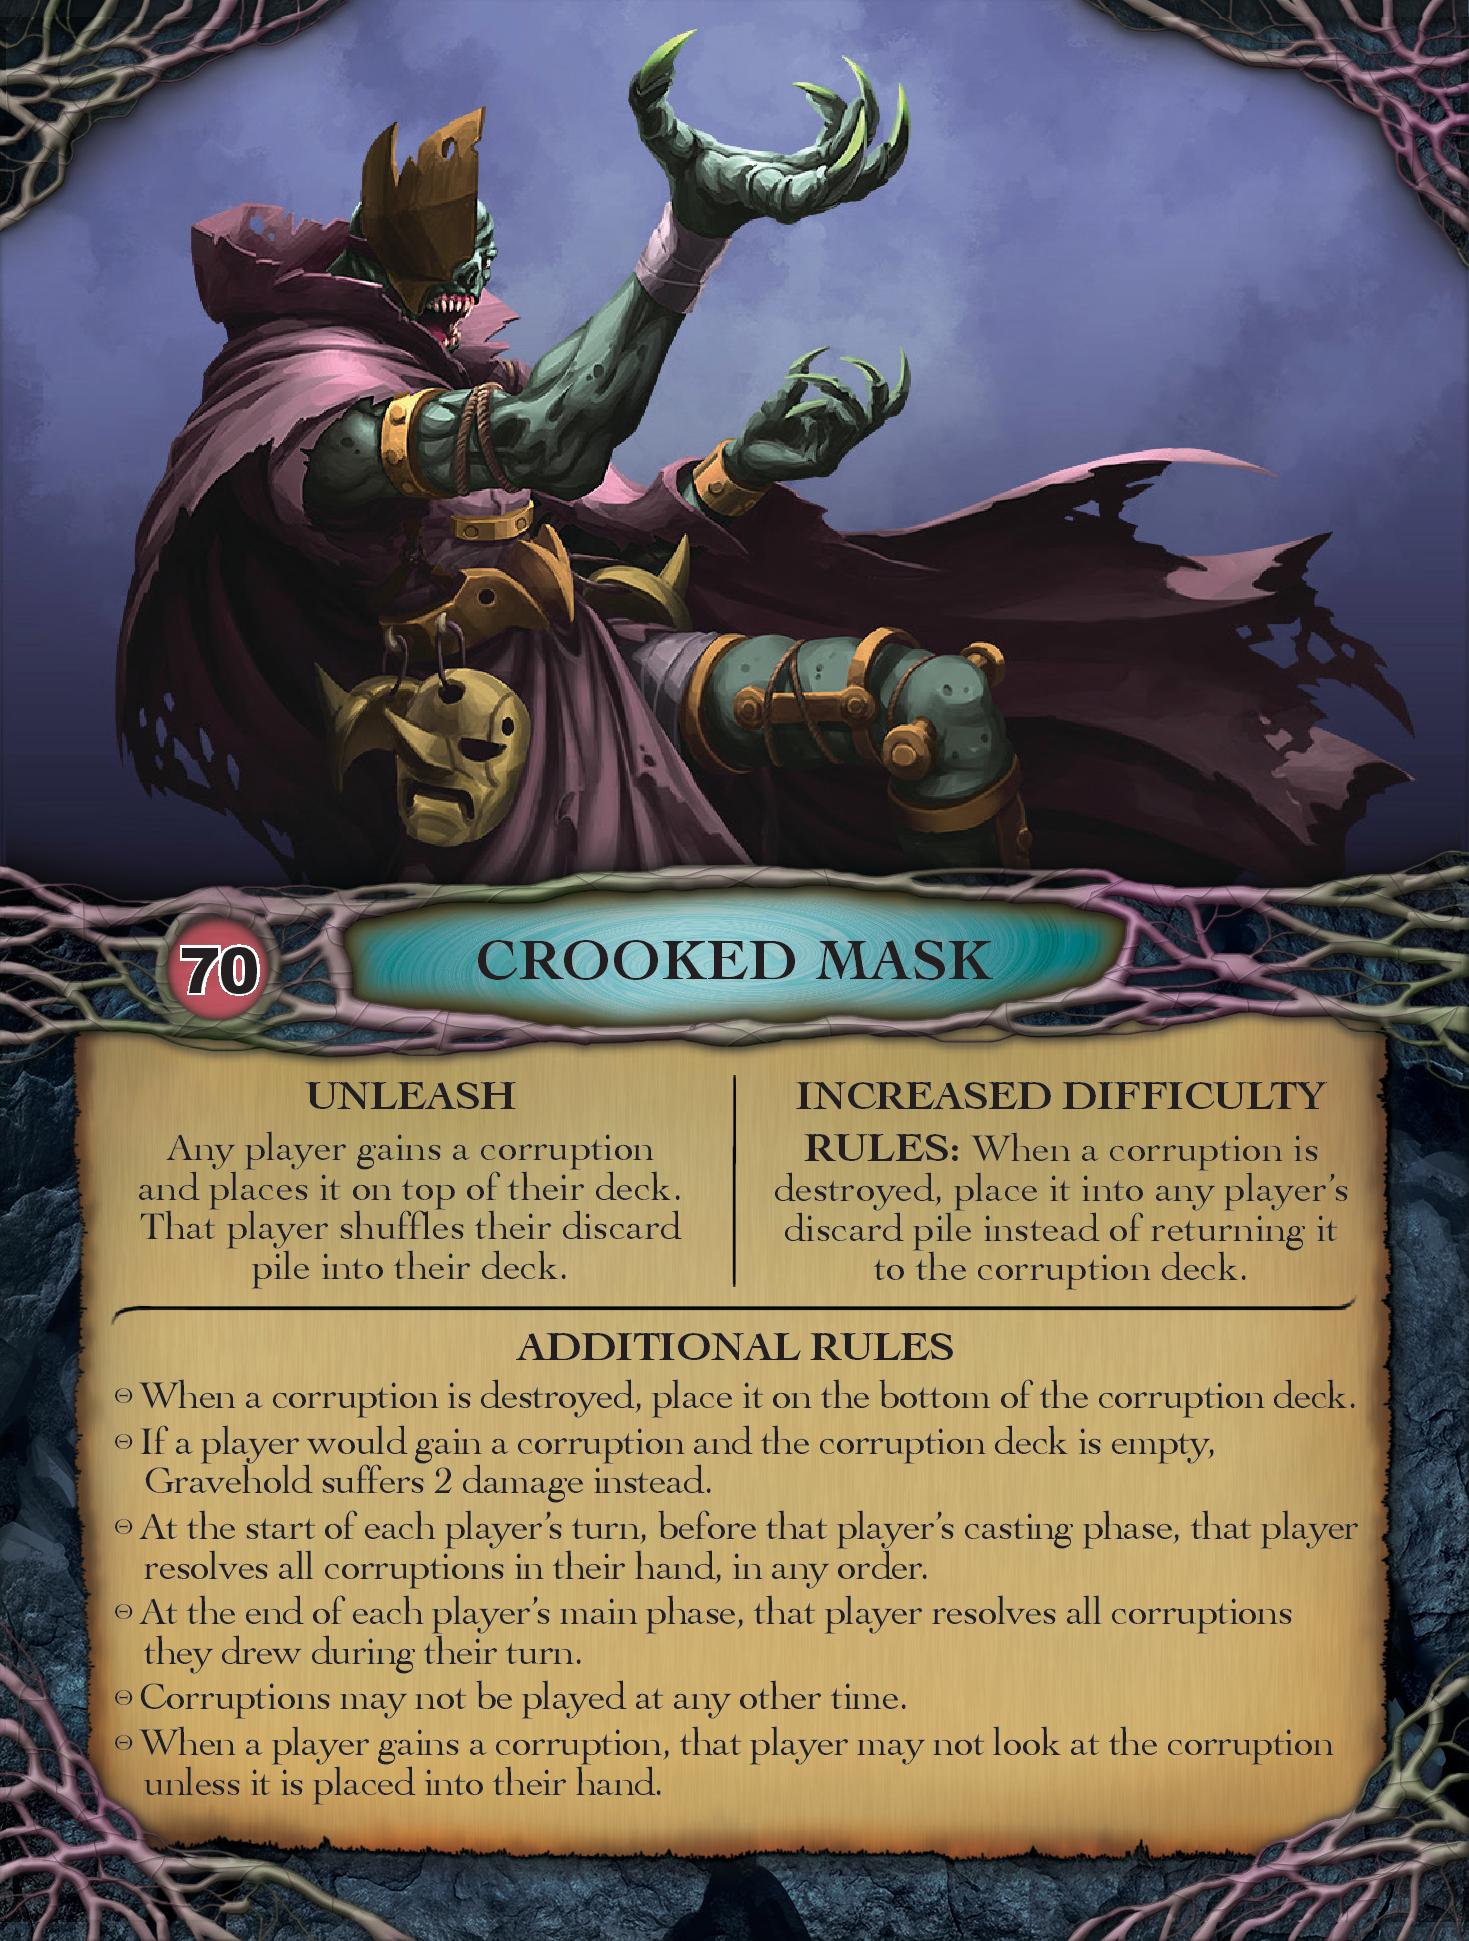 70
CROOKED MASK
UNLEASH
Any player gains a corruption
and places it on top of their deck.
That player shuffles their discard
pile into their deck.
INCREASED DIFFICULTY
RULES: When a corruption is
destroyed, place it into any player's
discard pile instead of returning it
to the corruption deck.
ADDITIONAL RULES
⊖ When a corruption is destroyed, place it on the bottom of the corruption deck.
⊖ If a player would gain a corruption and the corruption deck is empty,
Gravehold suffers 2 damage instead.
⊖ At the start of each player's turn, before that player's casting phase, that player
resolves all corruptions in their hand, in any order.
⊖ At the end of each player's main phase, that player resolves all corruptions
they drew during their turn.
⊖ Corruptions may not be played at any other time.
⊖ When a player gains a corruption, that player may not look at the corruption
unless it is placed into their hand.